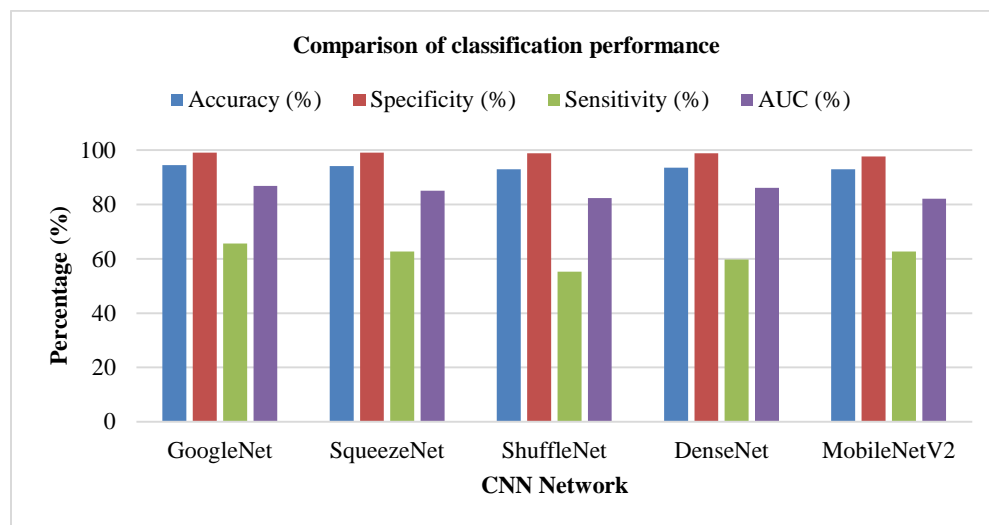 Comparison of classification performance
Accuracy (%) Specificity (%) Sensitivity (%) AUC (%)
Percentage (%)
100
80
60
40
20
0
GoogleNet SqueezeNet ShuffleNet DenseNet MobileNetV2
CNN Network